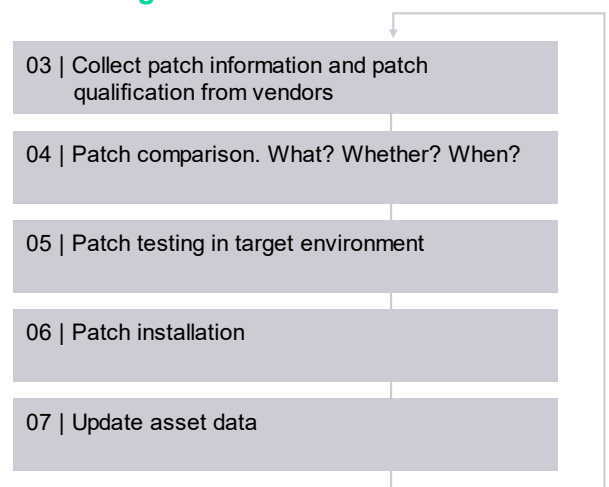 03 | Collect patch information and patch
qualification from vendors
04 | Patch comparison. What? Whether? When?
05 | Patch testing in target environment
06 | Patch installation
07 | Update asset data